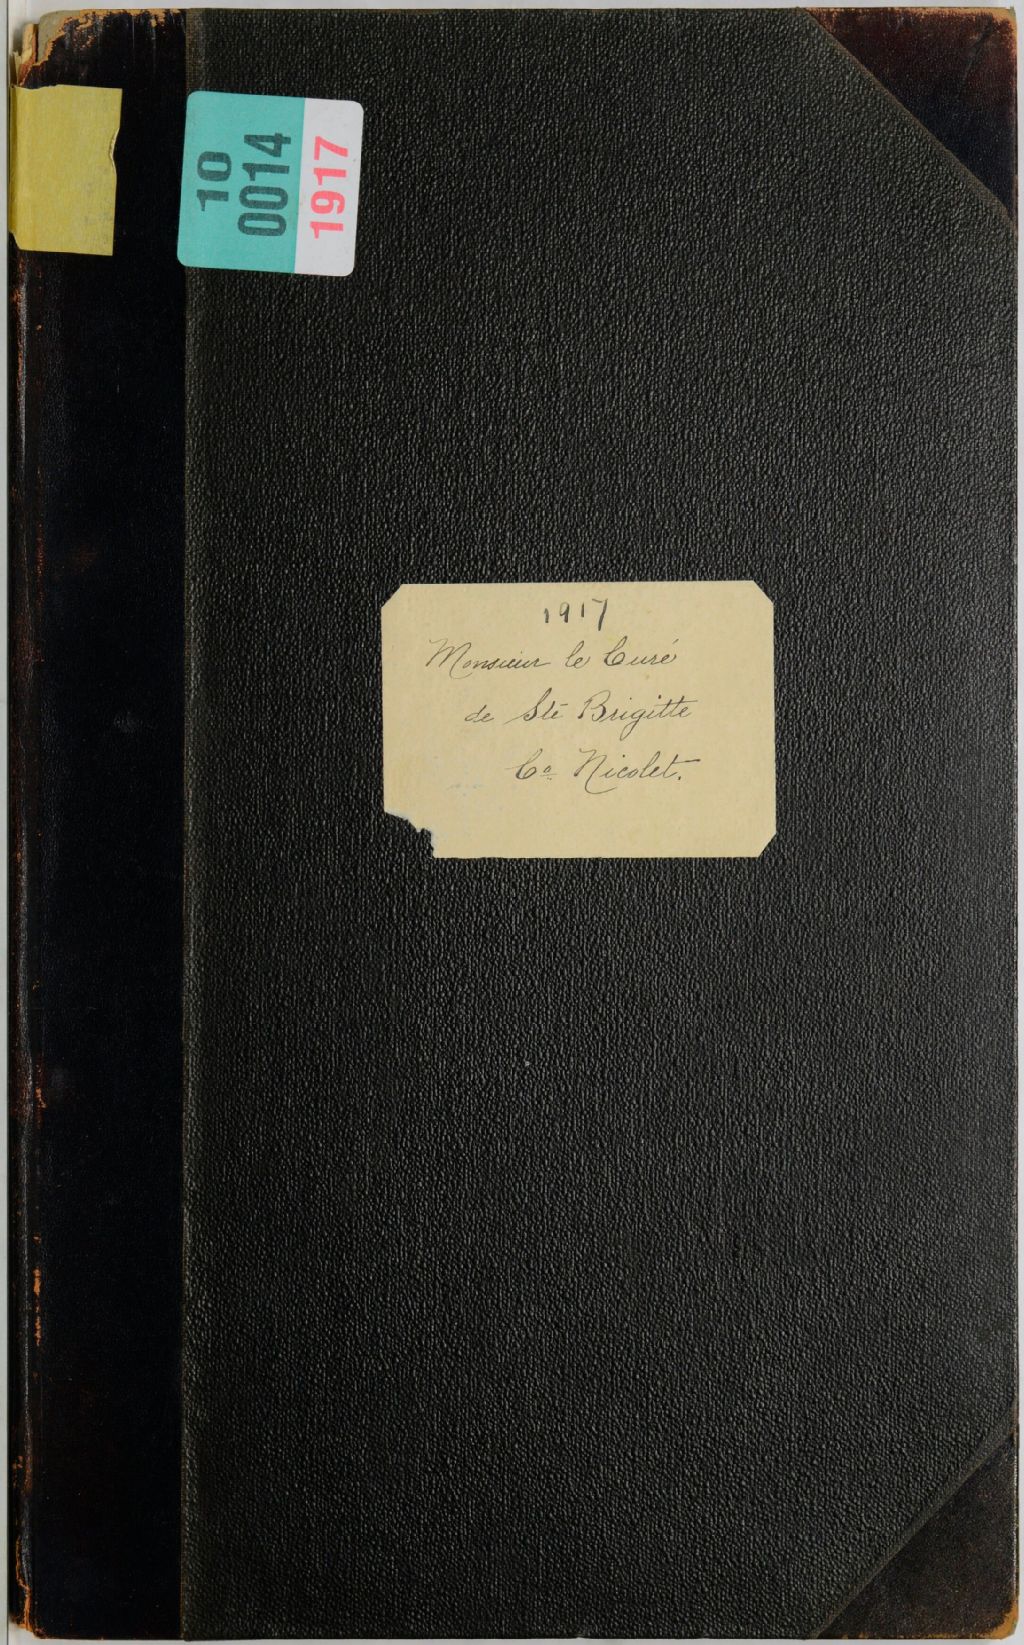 10
0014
1917
1917
Monsieur le Curé
de Ste Brigitte
Co. Nicolet.